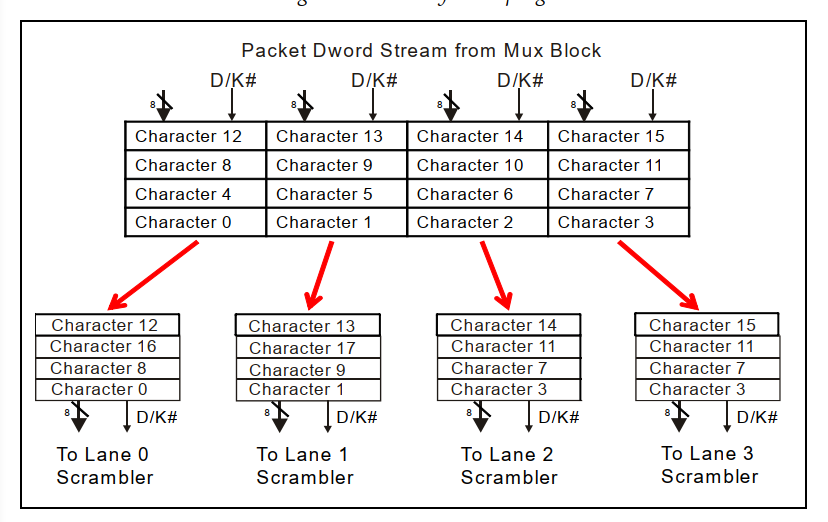 Packet Dword Stream from Mux Block
8 D/K# 8 D/K# 8 D/K# 8 D/K#
Character 12 Character 13 Character 14 Character 15
Character 8 Character 9 Character 10 Character 11
Character 4 Character 5 Character 6 Character 7
Character 0 Character 1 Character 2 Character 3
Character 12 Character 13 Character 14 Character 15
Character 16 Character 17 Character 11 Character 11
Character 8 Character 9 Character 7 Character 7
Character 0 Character 1 Character 3 Character 3
8 D/K# 8 D/K# 8 D/K# 8 D/K#
To Lane 0 To Lane 1 To Lane 2 To Lane 3
Scrambler Scrambler Scrambler Scrambler